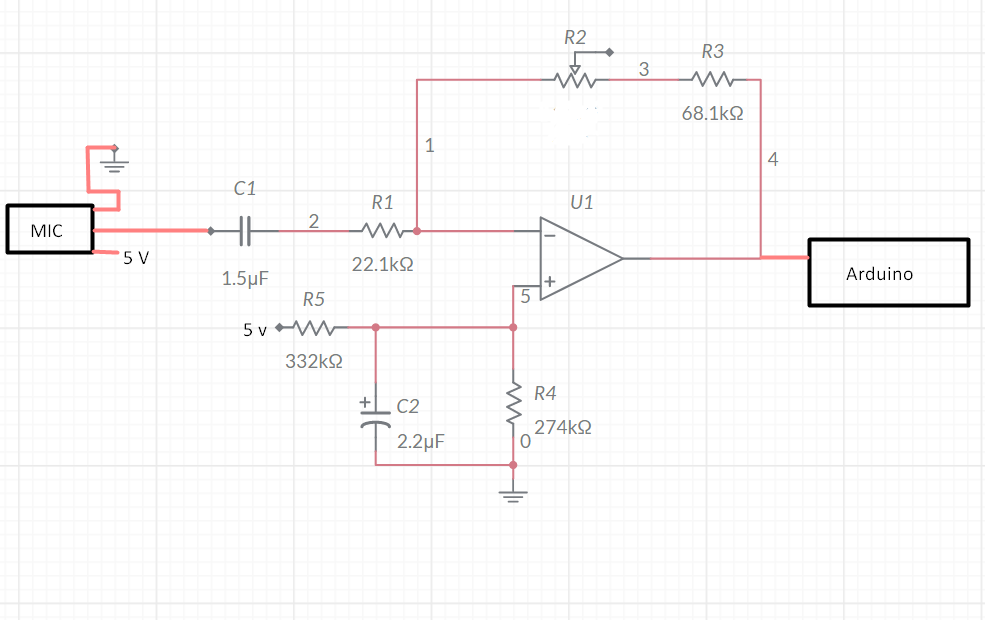 R2
R3
3
68.1kΩ
1
4
C1
R1
U1
2
MIC
22.1kΩ
5 V
1.5µF
Arduino
5
R5
5 v
332kΩ
R4
C2
274kΩ
2.2µF
0